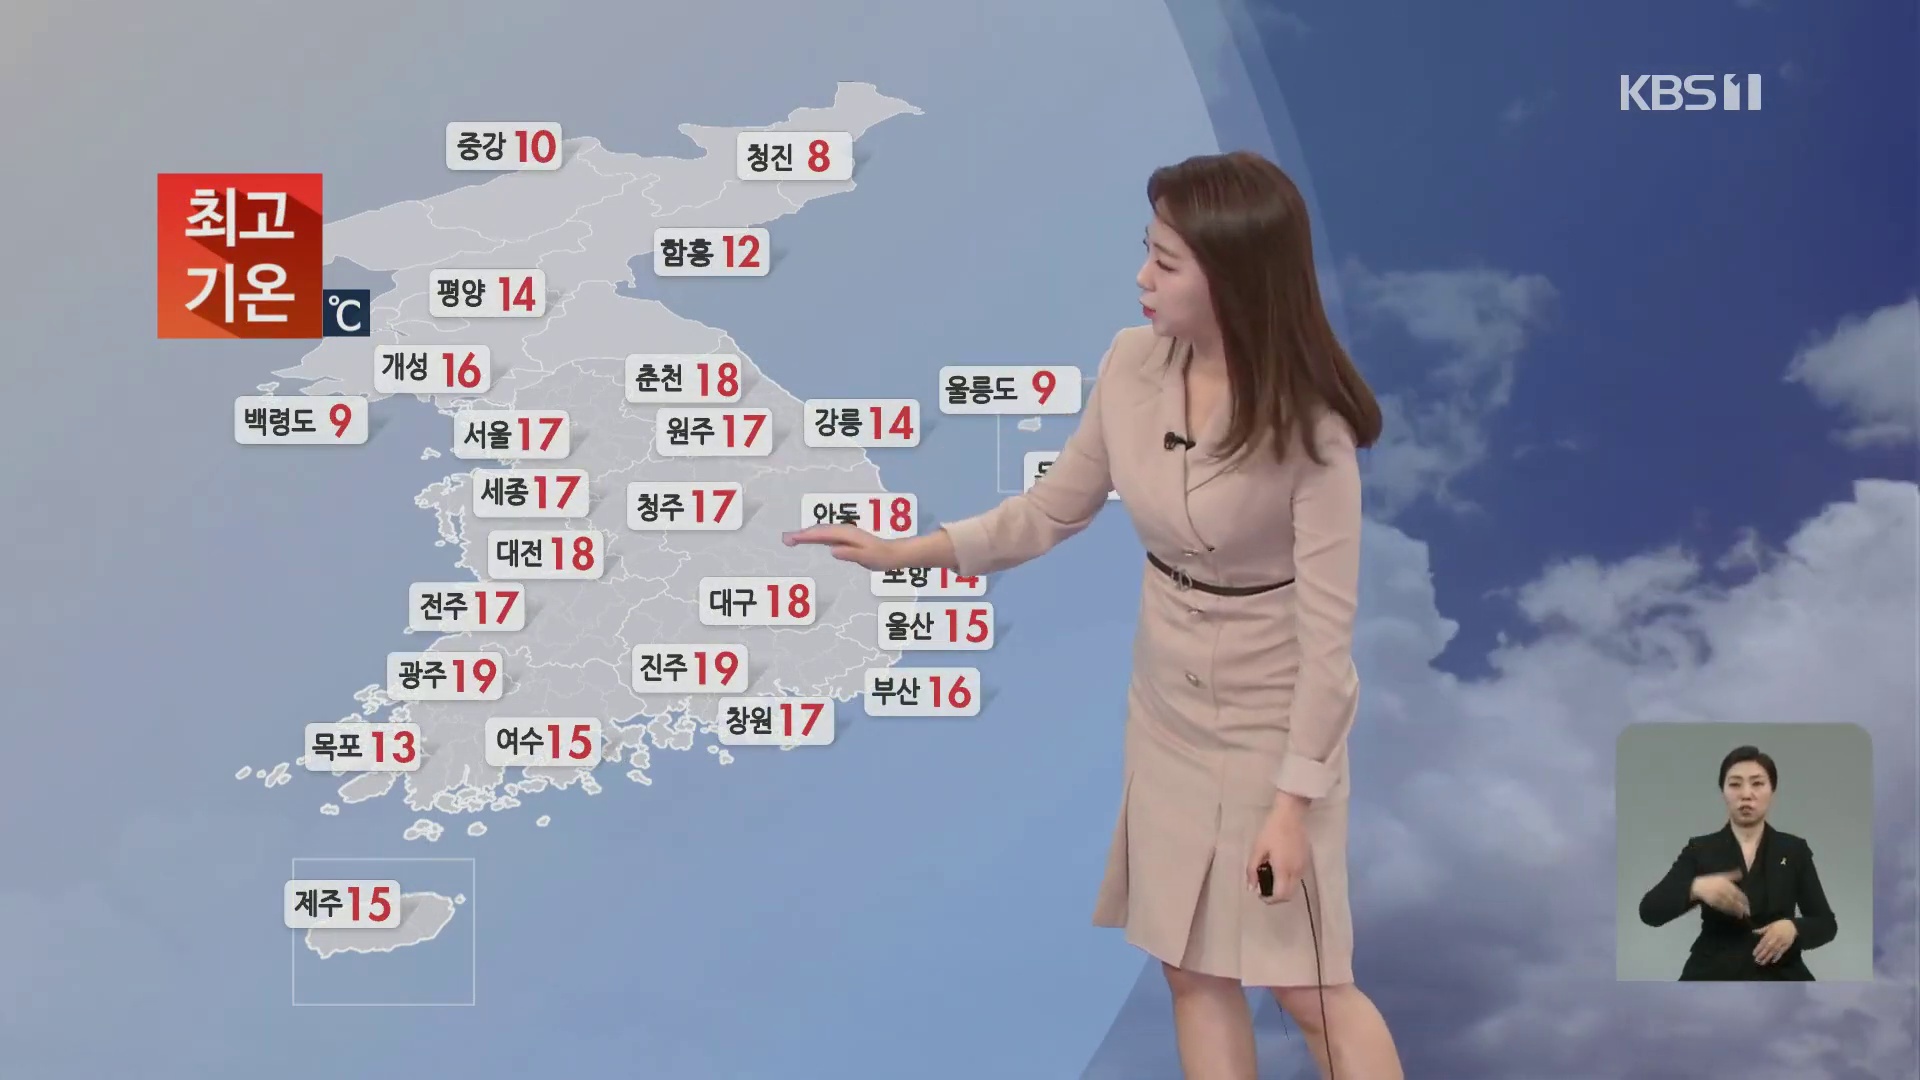 KBS 1
최고
기온
℃
중강 10
청진 8
함흥 12
평양 14
개성 16
춘천 18
울릉도 9
백령도 9
서울 17
원주 17
강릉 14
세종 17
청주 17
안동 18
대전 18
포항 14
전주 17
대구 18
울산 15
광주 19
진주 19
부산 16
창원 17
목포 13
여수 15
제주 15